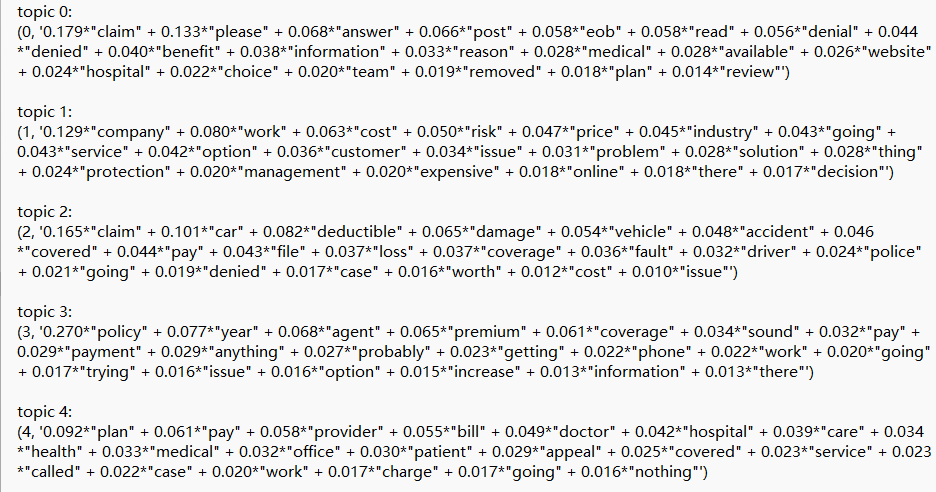 topic 0:
(0, '0.179*"claim" + 0.133*"please" + 0.068*"answer" + 0.066*"post" + 0.058*"eob" + 0.058*"read" + 0.056*"denial" + 0.044
*"denied" + 0.040*"benefit" + 0.038*"information" + 0.033*"reason" + 0.028*"medical" + 0.028*"available" + 0.026*"website"
+ 0.024*"hospital" + 0.022*"choice" + 0.020*"team" + 0.019*"removed" + 0.018*"plan" + 0.014*"review"')
topic 1:
(1, '0.129*"company" + 0.080*"work" + 0.063*"cost" + 0.050*"risk" + 0.047*"price" + 0.045*"industry" + 0.043*"going" +
0.043*"service" + 0.042*"option" + 0.036*"customer" + 0.034*"issue" + 0.031*"problem" + 0.028*"solution" + 0.028*"thing"
+ 0.024*"protection" + 0.020*"management" + 0.020*"expensive" + 0.018*"online" + 0.018*"there" + 0.017*"decision"')
topic 2:
(2, '0.165*"claim" + 0.101*"car" + 0.082*"deductible" + 0.065*"damage" + 0.054*"vehicle" + 0.048*"accident" + 0.046
*"covered" + 0.044*"pay" + 0.043*"file" + 0.037*"loss" + 0.037*"coverage" + 0.036*"fault" + 0.032*"driver" + 0.024*"police"
+ 0.021*"going" + 0.019*"denied" + 0.017*"case" + 0.016*"worth" + 0.012*"cost" + 0.010*"issue"')
topic 3:
(3, '0.270*"policy" + 0.077*"year" + 0.068*"agent" + 0.065*"premium" + 0.061*"coverage" + 0.034*"sound" + 0.032*"pay" +
0.029*"payment" + 0.029*"anything" + 0.027*"probably" + 0.023*"getting" + 0.022*"phone" + 0.022*"work" + 0.020*"going"
+ 0.017*"trying" + 0.016*"issue" + 0.016*"option" + 0.015*"increase" + 0.013*"information" + 0.013*"there"')
topic 4:
(4, '0.092*"plan" + 0.061*"pay" + 0.058*"provider" + 0.055*"bill" + 0.049*"doctor" + 0.042*"hospital" + 0.039*"care" + 0.034
*"health" + 0.033*"medical" + 0.032*"office" + 0.030*"patient" + 0.029*"appeal" + 0.025*"covered" + 0.023*"service" + 0.023
*"called" + 0.022*"case" + 0.020*"work" + 0.017*"charge" + 0.017*"going" + 0.016*"nothing"')